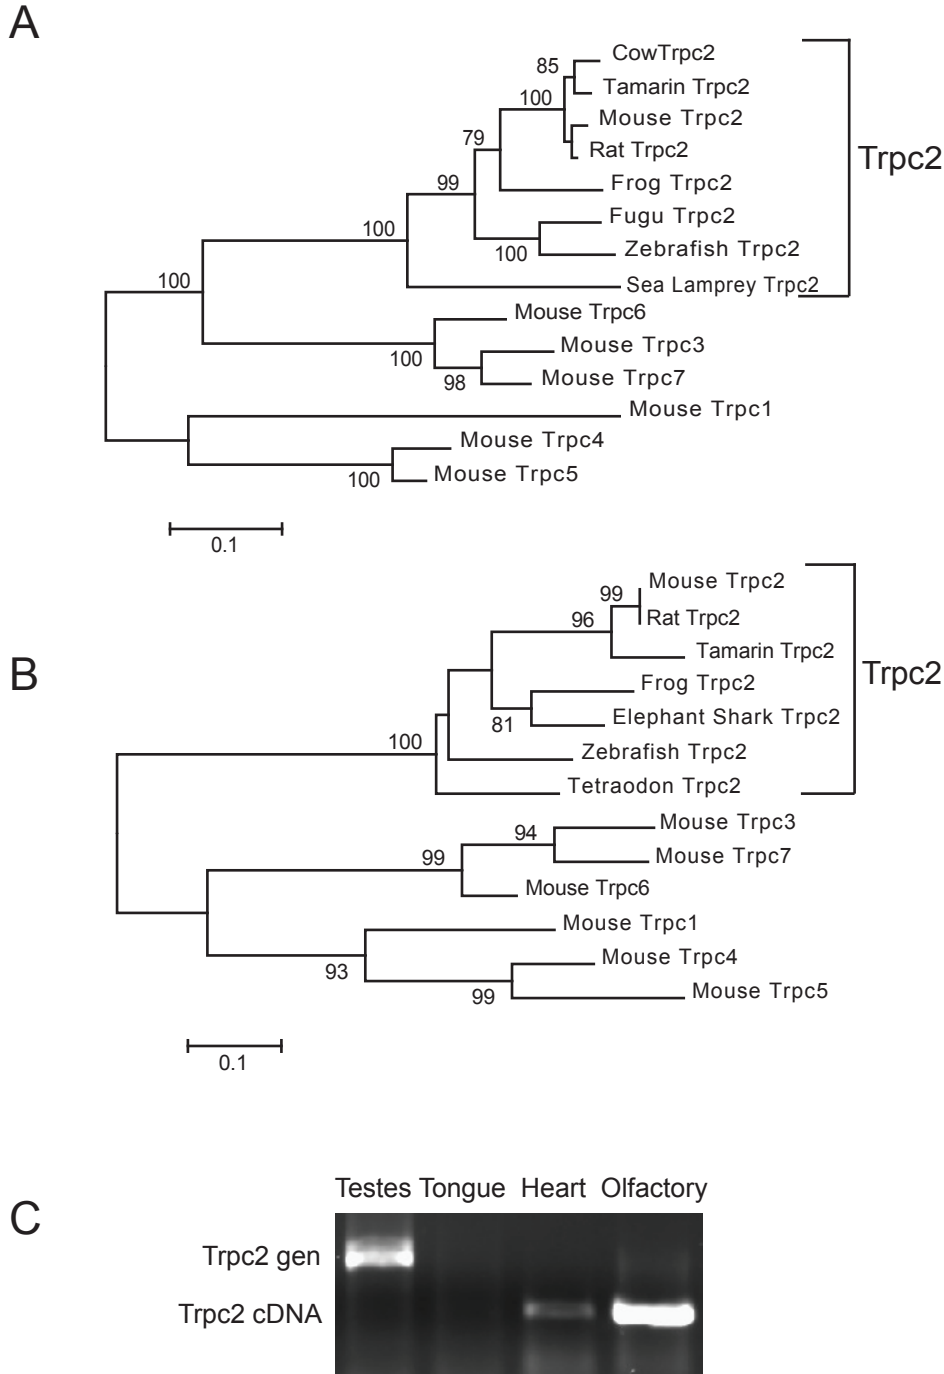 A
CowTrpc2
85
Tamarin Trpc2
100
Mouse Trpc2
79
Rat Trpc2
Trpc2
99
Frog Trpc2
Fugu Trpc2
100
100
Zebrafish Trpc2
100
Sea Lamprey Trpc2
Mouse Trpc6
100
Mouse Trpc3
98
Mouse Trpc7
Mouse Trpc1
Mouse Trpc4
100
Mouse Trpc5
0.1
B
Mouse Trpc2
99
96
Rat Trpc2
Tamarin Trpc2
Trpc2
Frog Trpc2
81
Elephant Shark Trpc2
100
Zebrafish Trpc2
Tetraodon Trpc2
Mouse Trpc3
94
99
Mouse Trpc7
Mouse Trpc6
Mouse Trpc1
93
Mouse Trpc4
99
Mouse Trpc5
0.1
C
Testes Tongue Heart Olfactory
Trpc2 gen
Trpc2 cDNA